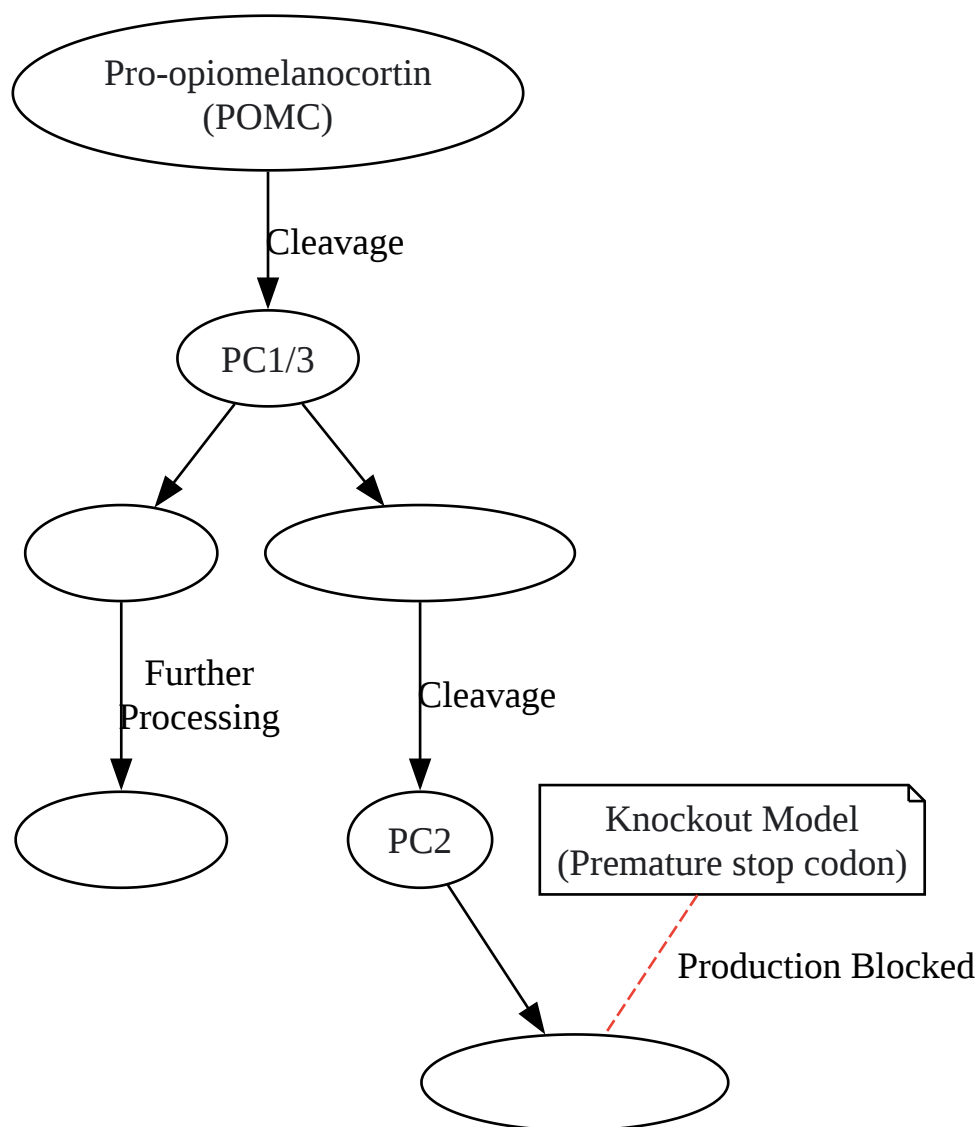 Pro-opiomelanocortin
(POMC)
Cleavage
PC1/3
Further
Processing
Cleavage
PC2
Knockout Model
(Premature stop codon)
Production Blocked